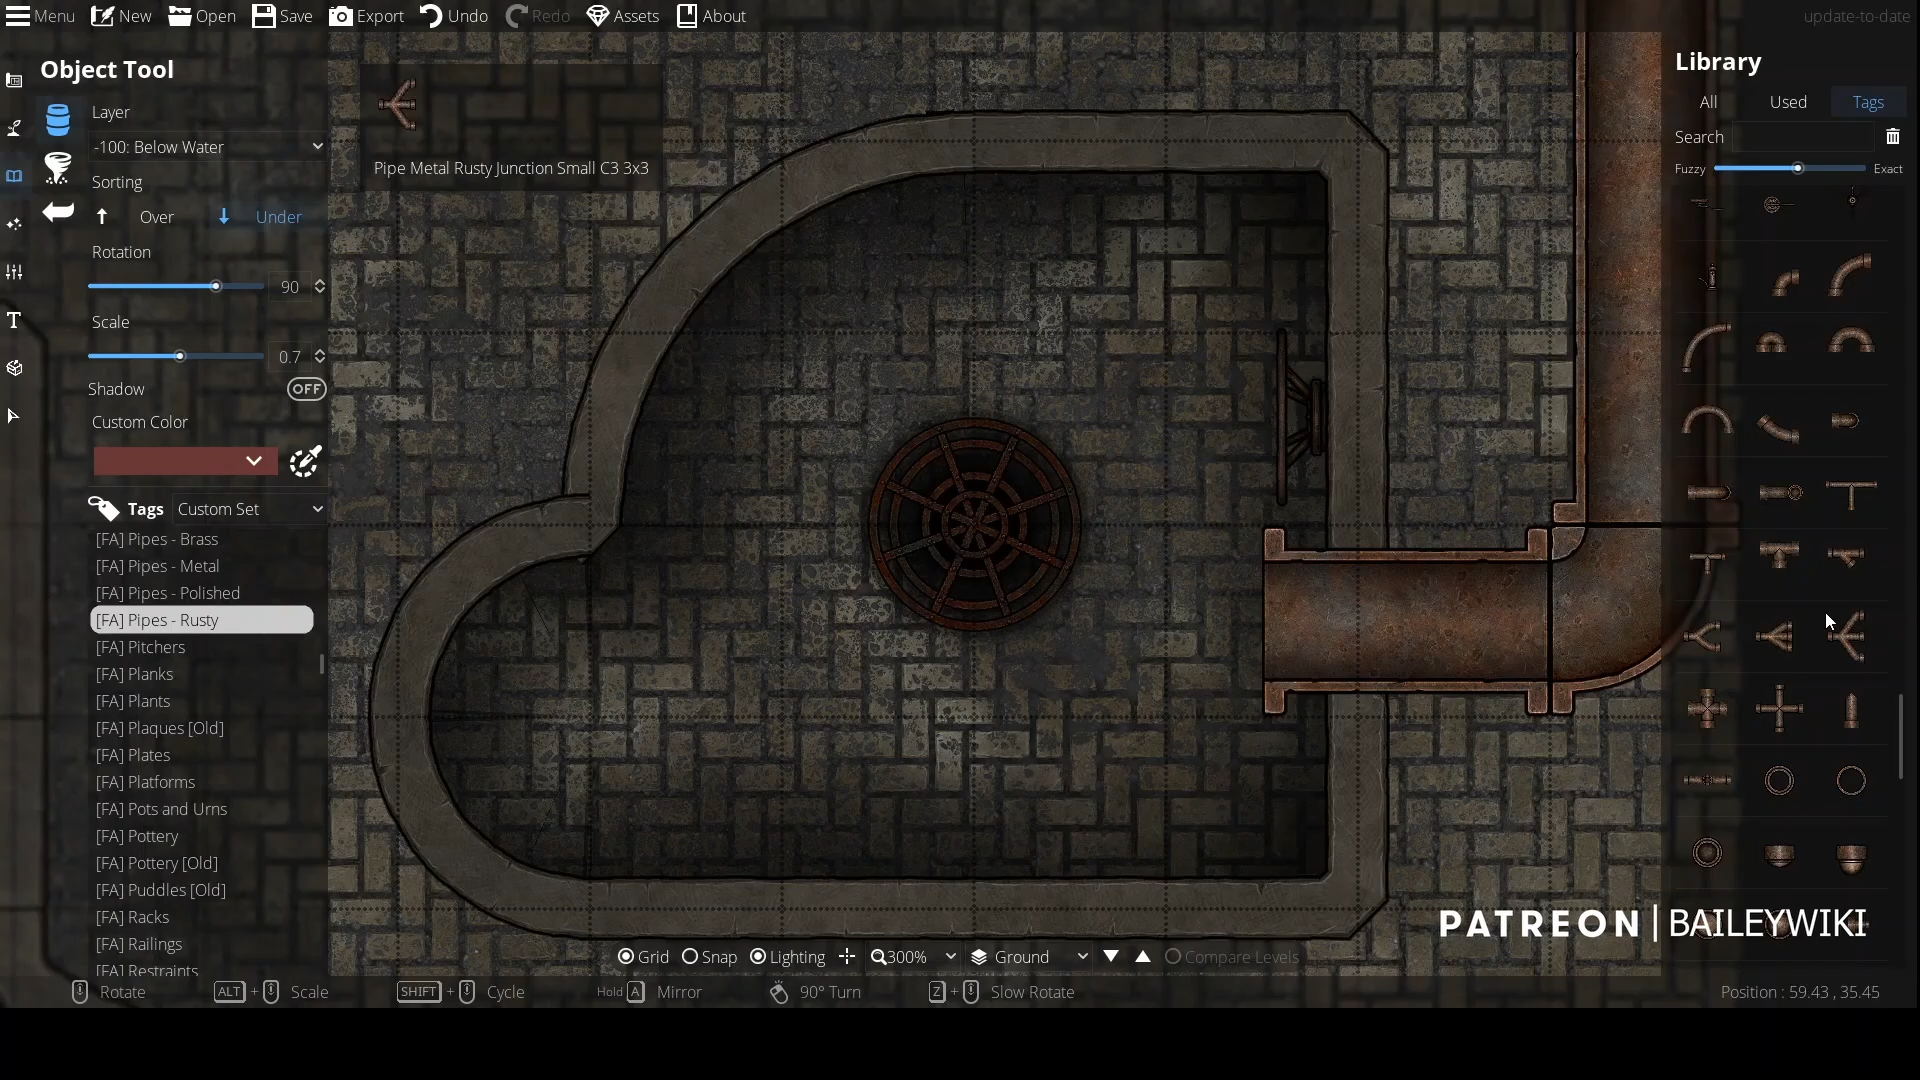 Menu New Open Save Export Undo Redo Assets About update-to-date
Object Tool
Layer
-100: Below Water
Sorting
Over Under
Rotation
90
Scale
0.7
Shadow
OFF
Custom Color
Tags Custom Set
[FA] Pipes - Brass
[FA] Pipes - Metal
[FA] Pipes - Polished
[FA] Pipes - Rusty
[FA] Pitchers
[FA] Planks
[FA] Plants
[FA] Plaques [Old]
[FA] Plates
[FA] Platforms
[FA] Pots and Urns
[FA] Pottery
[FA] Pottery [Old]
[FA] Puddles [Old]
[FA] Racks
[FA] Railings
[FA] Restraints
Pipe Metal Rusty Junction Small C3 3x3
Library
All Used Tags
Search
Fuzzy Exact
PATREON | BAILEYWIKI
Grid Snap Lighting 300% Ground Compare Levels
Rotate ALT + Scale SHIFT + Cycle Hold A Mirror 90° Turn Z + Slow Rotate Position : 59.43 , 35.45